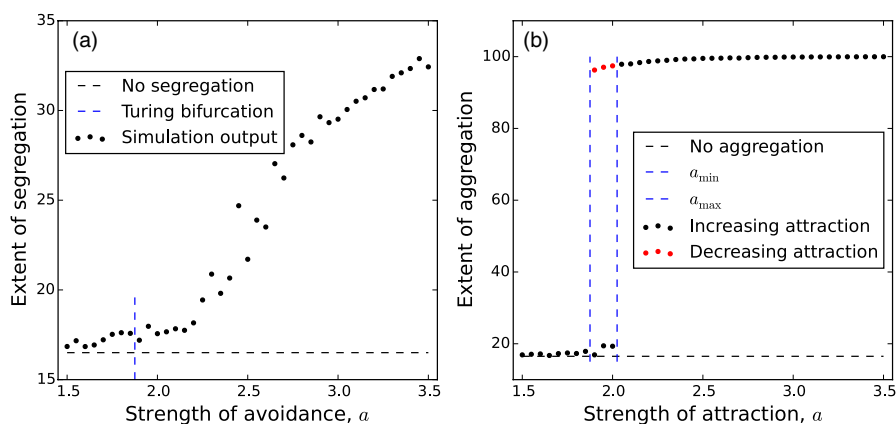 (a)
35
30
25
20
15
Extent of segregation
No segregation
Turing bifurcation
Simulation output
1.5 2.0 2.5 3.0 3.5
Strength of avoidance, a
(b)
100
80
60
40
20
Extent of aggregation
No aggregation
a_min
a_max
Increasing attraction
Decreasing attraction
1.5 2.0 2.5 3.0 3.5
Strength of attraction, a